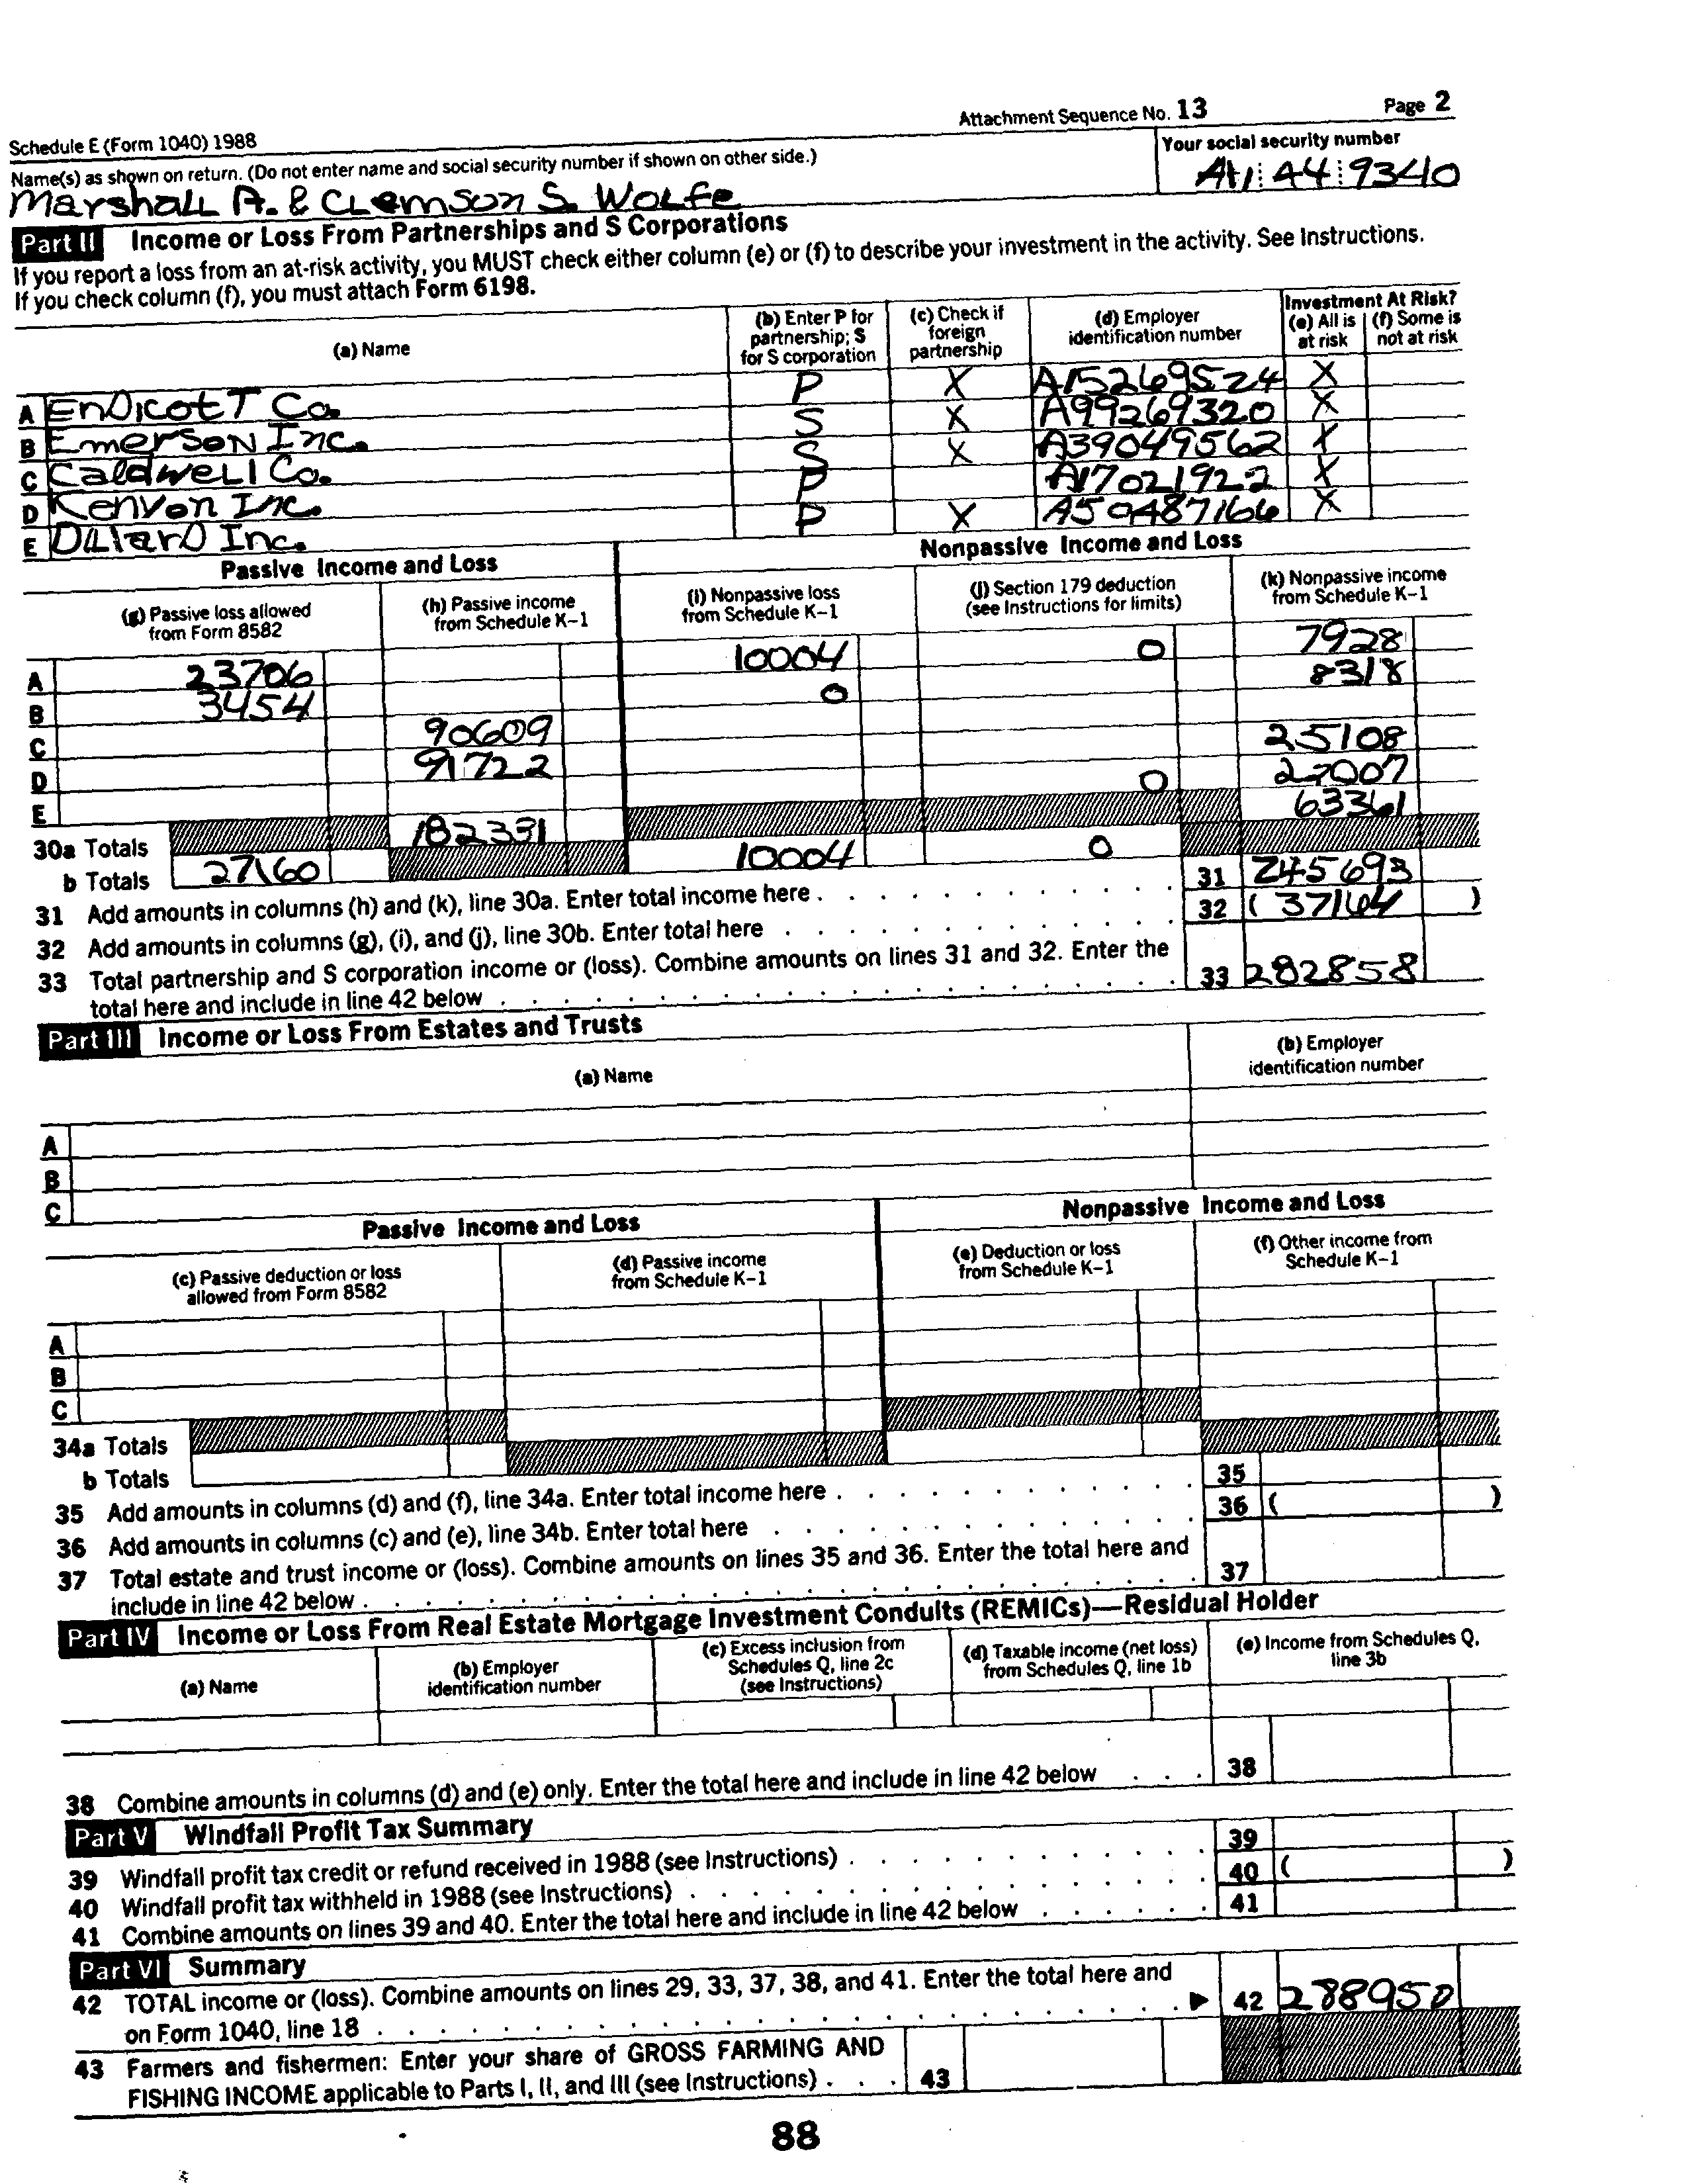 Attachment Sequence No. 13 Page 2
Schedule E (Form 1040) 1988
Name(s) as shown on return. (Do not enter name and social security number if shown on other side.) Your social security number
Marshall A. & Clemson S. Wolfe A44 9340
Part II Income or Loss From Partnerships and S Corporations
If you report a loss from an at-risk activity, you MUST check either column (e) or (f) to describe your investment in the activity. See Instructions.
If you check column (f), you must attach Form 6198.
(a) Name
(b) Enter P for partnership; S for S corporation
(c) Check if foreign partnership
(d) Employer identification number
Investment At Risk?
(e) All is at risk
(f) Some is not at risk
A Endicott Co. P X A15269524 X
B Emerson Inc. S X A99269320 X
C Caldwell Co. S X A39049562 X
D Kenyon Inc. P A17021922 X
E Dillard Inc. P X A59487166 X
Passive Income and Loss Nonpassive Income and Loss
(g) Passive loss allowed from Form 8582
(h) Passive income from Schedule K-1
(i) Nonpassive loss from Schedule K-1
(j) Section 179 deduction (see Instructions for limits)
(k) Nonpassive income from Schedule K-1
A 23706 10004 0 7928
B 3454 0 8318
C 90609 25108
D 91722 22007
E 0
30a Totals 182331 63361
b Totals 27160 10004 0
31 Add amounts in columns (h) and (k), line 30a. Enter total income here 31 245693
32 Add amounts in columns (g), (i), and (j), line 30b. Enter total here 32 ( 37164 )
33 Total partnership and S corporation income or (loss). Combine amounts on lines 31 and 32. Enter the
total here and include in line 42 below 33 282858
Part III Income or Loss From Estates and Trusts
(a) Name
(b) Employer identification number
A
B
C
Passive Income and Loss Nonpassive Income and Loss
(c) Passive deduction or loss allowed from Form 8582
(d) Passive income from Schedule K-1
(e) Deduction or loss from Schedule K-1
(f) Other income from Schedule K-1
A
B
C
34a Totals
b Totals
35 Add amounts in columns (d) and (f), line 34a. Enter total income here 35
36 Add amounts in columns (c) and (e), line 34b. Enter total here 36 ( )
37 Total estate and trust income or (loss). Combine amounts on lines 35 and 36. Enter the total here and
include in line 42 below 37
Part IV Income or Loss From Real Estate Mortgage Investment Conduits (REMICs)—Residual Holder
(a) Name
(b) Employer identification number
(c) Excess inclusion from Schedules Q, line 2c (see Instructions)
(d) Taxable income (net loss) from Schedules Q, line 1b
(e) Income from Schedules Q, line 3b
38 Combine amounts in columns (d) and (e) only. Enter the total here and include in line 42 below 38
Part V Windfall Profit Tax Summary
39 Windfall profit tax credit or refund received in 1988 (see Instructions) 39
40 Windfall profit tax withheld in 1988 (see Instructions) 40 ( )
41 Combine amounts on lines 39 and 40. Enter the total here and include in line 42 below 41
Part VI Summary
42 TOTAL income or (loss). Combine amounts on lines 29, 33, 37, 38, and 41. Enter the total here and
on Form 1040, line 18 42 288950
43 Farmers and fishermen: Enter your share of GROSS FARMING AND
FISHING INCOME applicable to Parts I, II, and III (see Instructions) 43
88